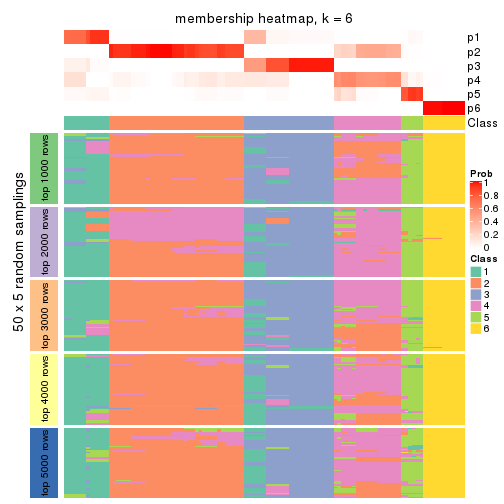 membership heatmap, k = 6
p1
p2
p3
p4
p5
p6
Class
50 x 5 random samplings
top 1000 rows
top 2000 rows
top 3000 rows
top 4000 rows
top 5000 rows
Prob
1
0.8
0.6
0.4
0.2
0
Class
1
2
3
4
5
6